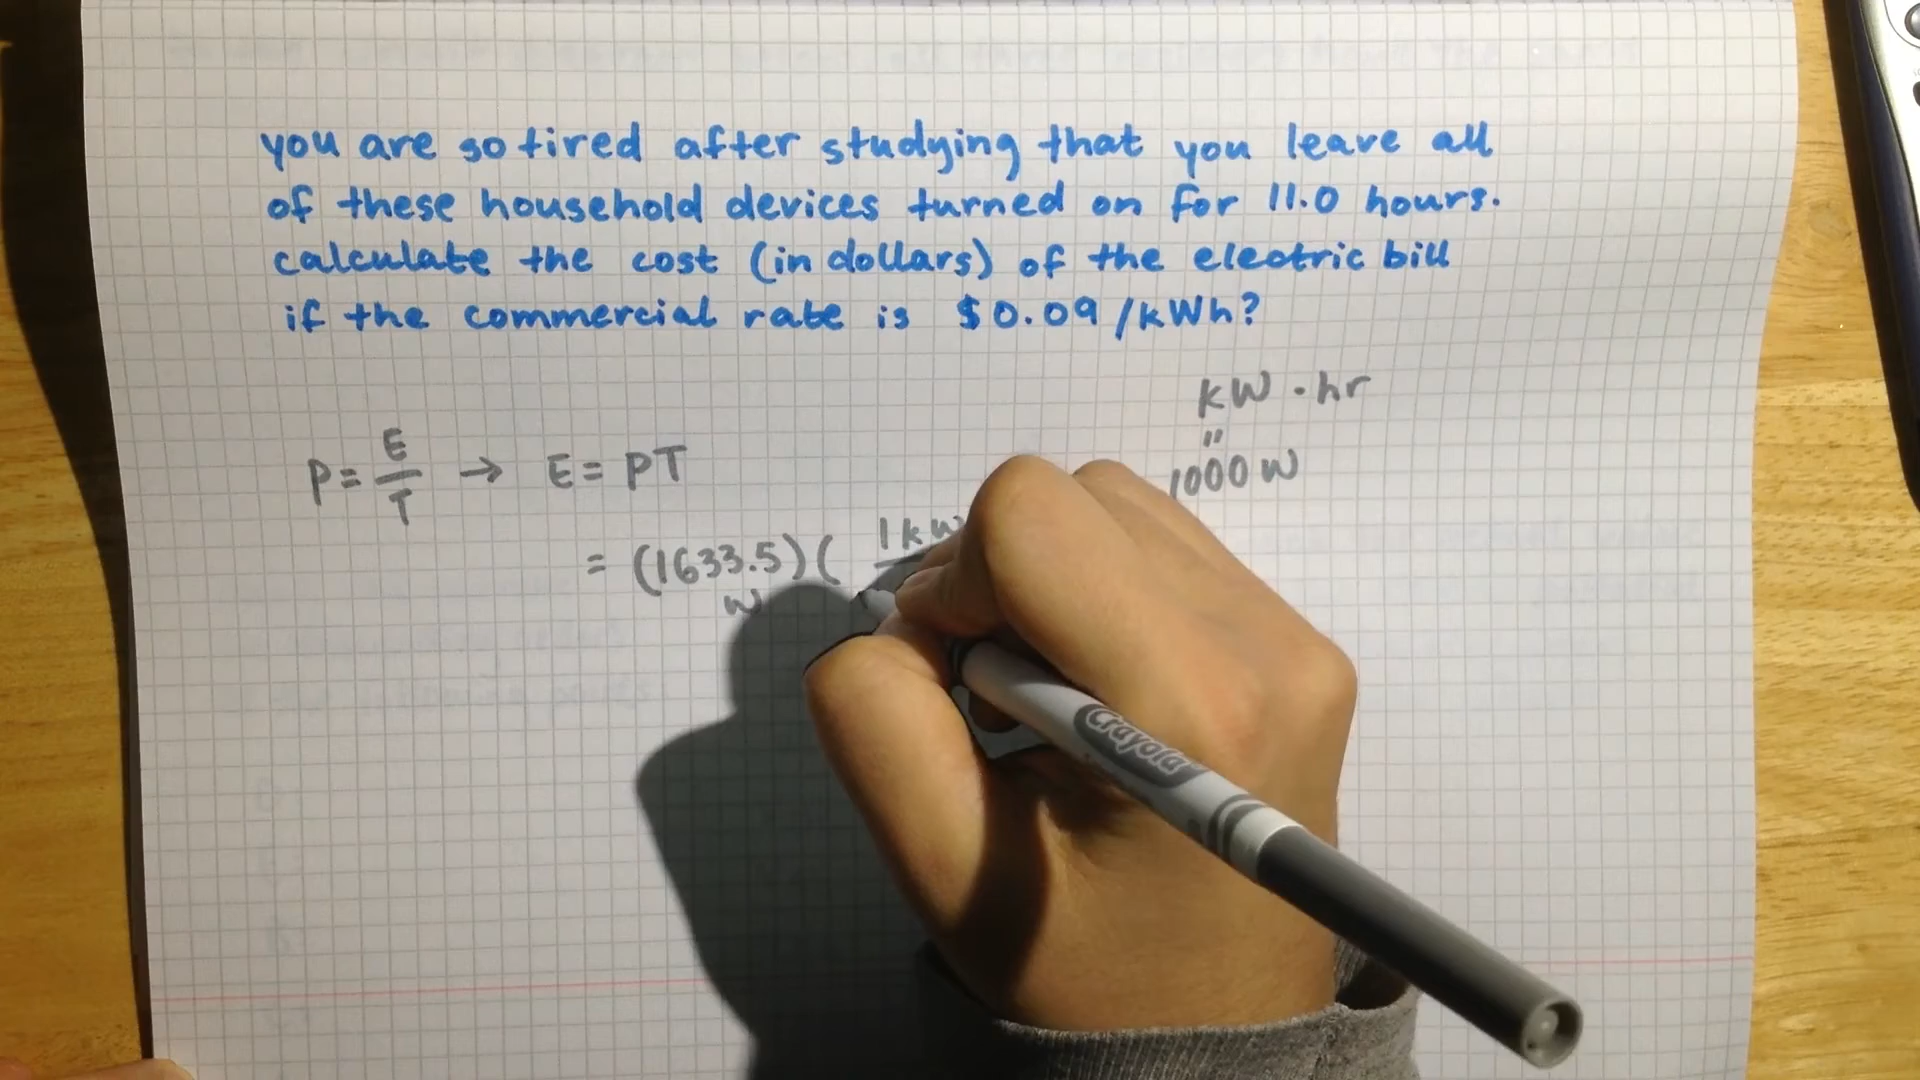 you are so tired after studying that you leave all
of these household devices turned on for 11.0 hours.
calculate the cost (in dollars) of the electric bill
if the commercial rate is $0.09/kWh?
kW · hr
"
1000 W
P = E/T → E = PT
= (1633.5) ( 1 kW
W
Crayola